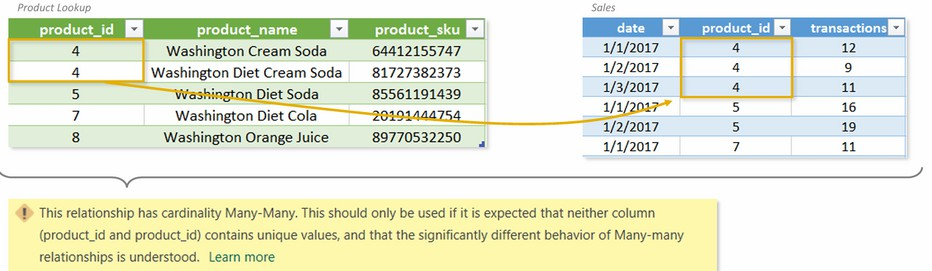 Product Lookup
product_id product_name product_sku
4 Washington Cream Soda 64412155747
4 Washington Diet Cream Soda 81727382373
5 Washington Diet Soda 85561191439
7 Washington Diet Cola 20191444754
8 Washington Orange Juice 89770532250
Sales
date product_id transactions
1/1/2017 4 12
1/2/2017 4 9
1/3/2017 4 11
1/1/2017 5 16
1/2/2017 5 19
1/1/2017 7 11
This relationship has cardinality Many-Many. This should only be used if it is expected that neither column
(product_id and product_id) contains unique values, and that the significantly different behavior of Many-many
relationships is understood. Learn more